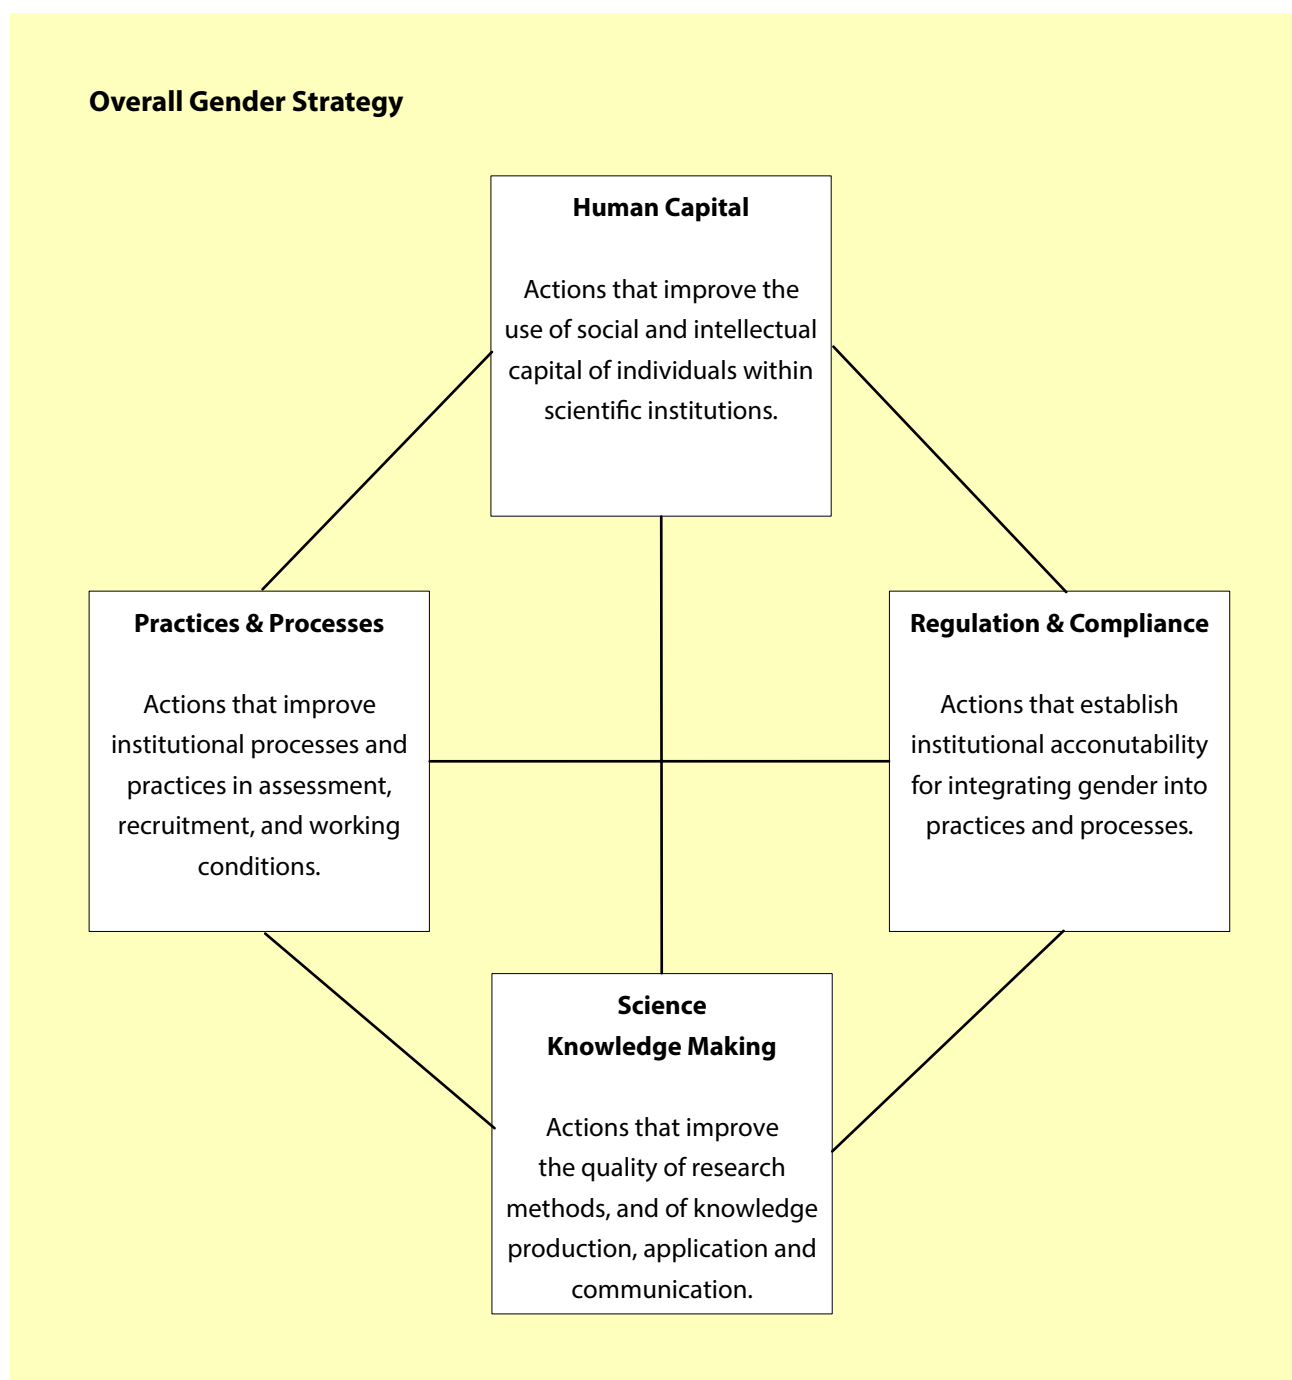 Overall Gender Strategy
Human Capital
Actions that improve the
use of social and intellectual
capital of individuals within
scientific institutions.
Practices & Processes
Actions that improve
institutional processes and
practices in assessment,
recruitment, and working
conditions.
Regulation & Compliance
Actions that establish
institutional acconutability
for integrating gender into
practices and processes.
Science
Knowledge Making
Actions that improve
the quality of research
methods, and of knowledge
production, application and
communication.